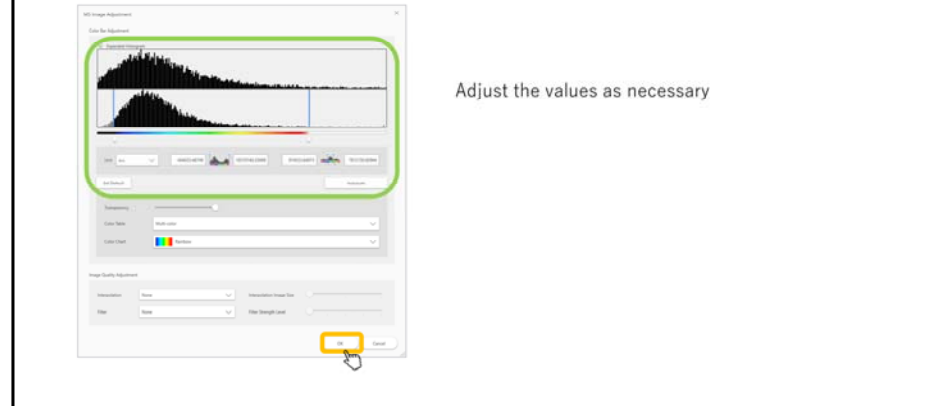 MS Image Adjustment
Color Bar Adjustment
Expanded Histogram
Adjust the values as necessary
Set Default
Autoscale
Transparency
Color Table
Multi-color
Color Chart
Rainbow
Image Quality Adjustment
Interpolation
None
Interpolation Image Size
Filter
None
Filter Strength Level
OK
Cancel